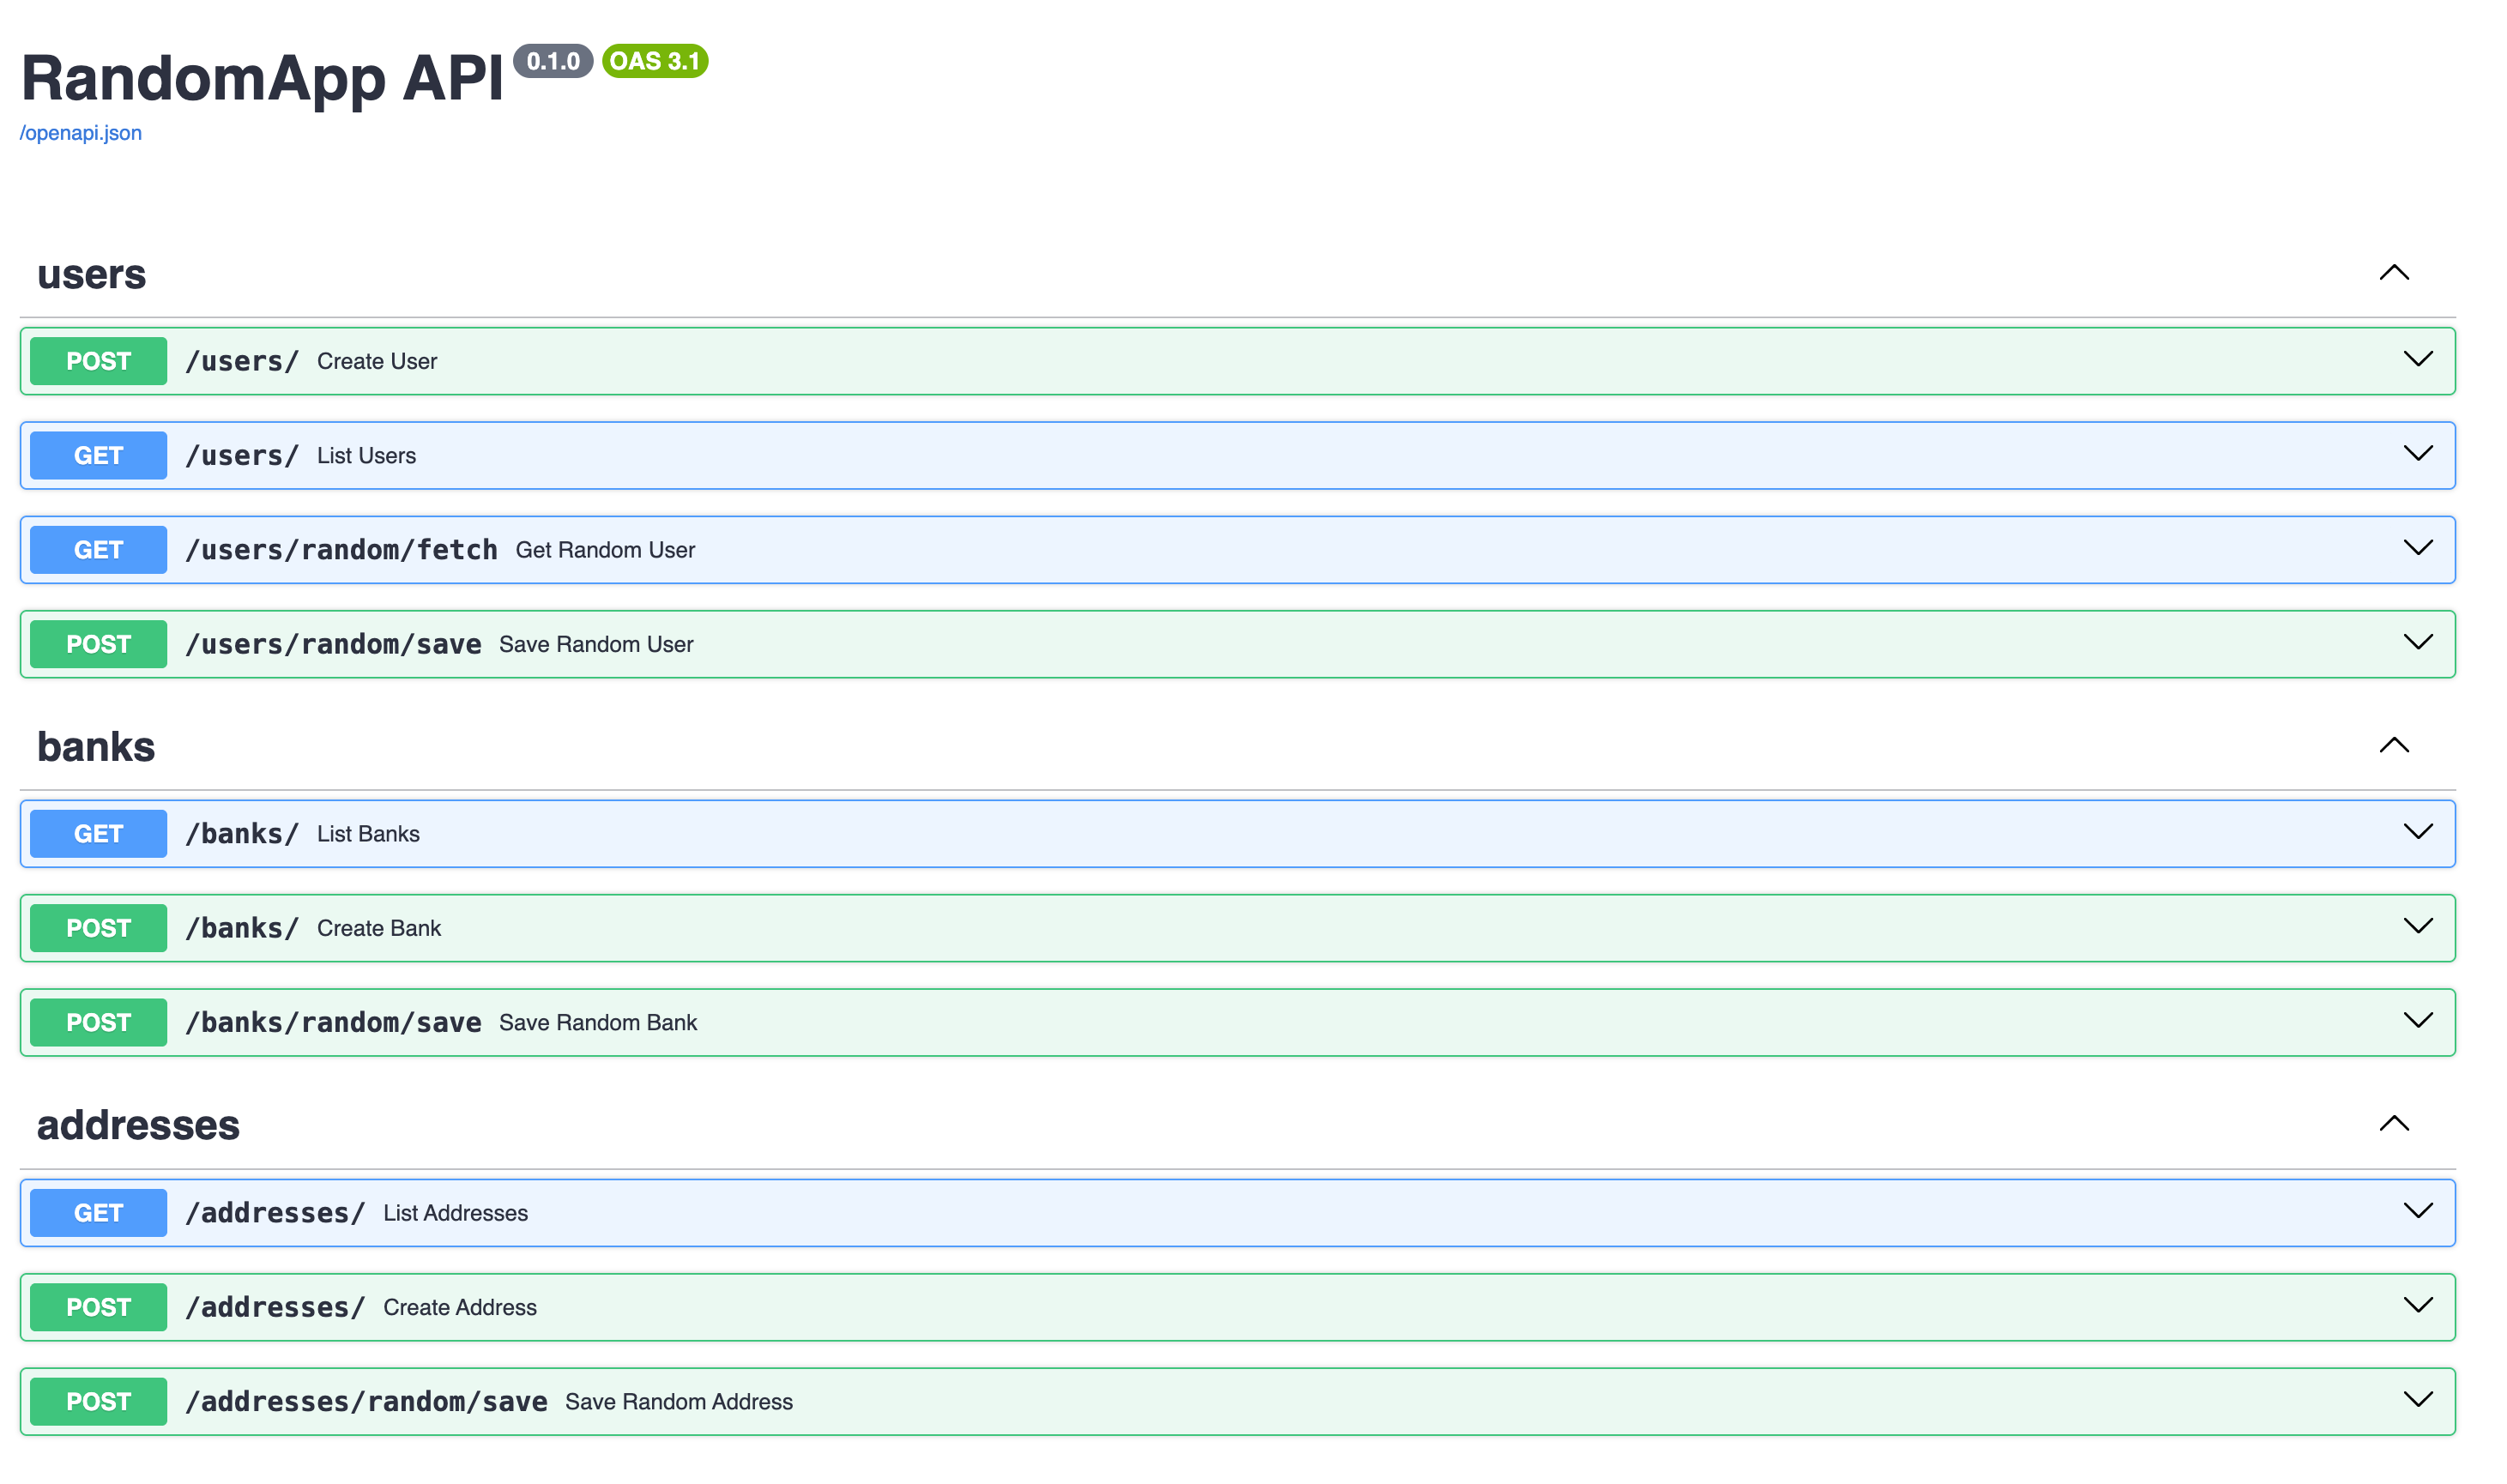 RandomApp API 0.1.0 OAS 3.1
/openapi.json
users
POST /users/ Create User
GET /users/ List Users
GET /users/random/fetch Get Random User
POST /users/random/save Save Random User
banks
GET /banks/ List Banks
POST /banks/ Create Bank
POST /banks/random/save Save Random Bank
addresses
GET /addresses/ List Addresses
POST /addresses/ Create Address
POST /addresses/random/save Save Random Address